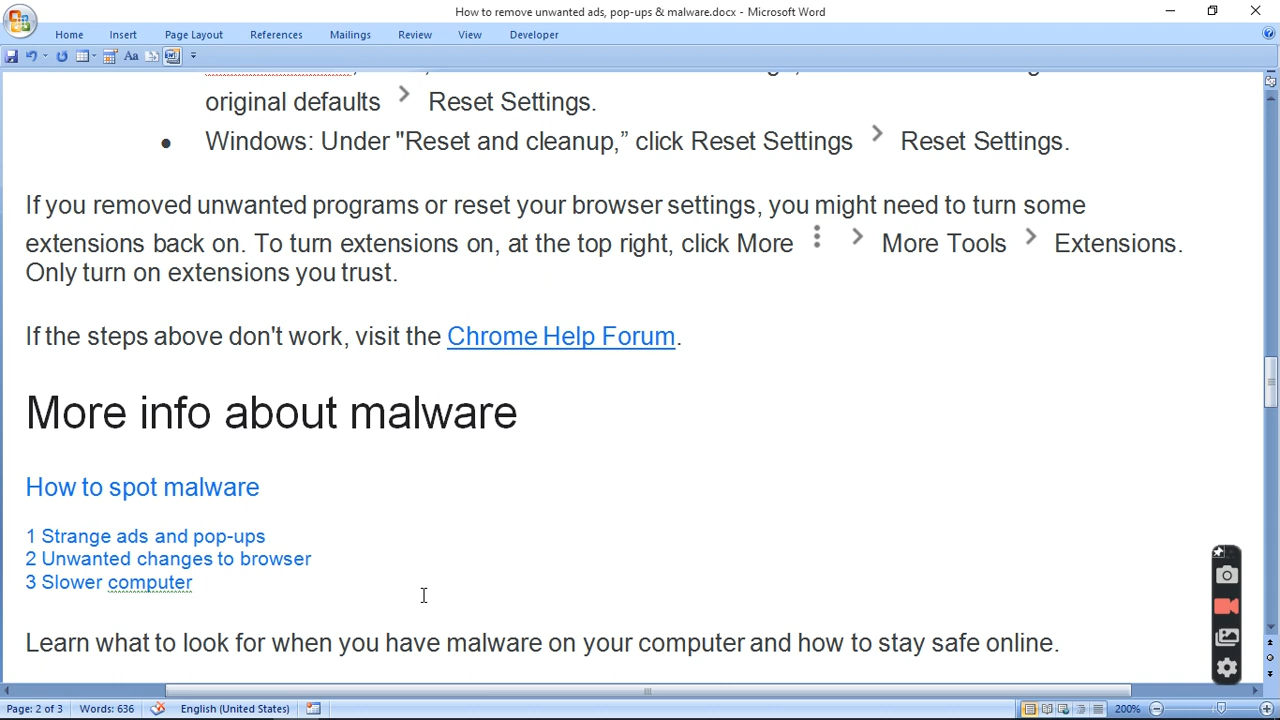 How to remove unwanted ads, pop-ups & malware.docx - Microsoft Word
Home Insert Page Layout References Mailings Review View Developer
Aa
original defaults > Reset Settings.
• Windows: Under "Reset and cleanup,” click Reset Settings > Reset Settings.
If you removed unwanted programs or reset your browser settings, you might need to turn some
extensions back on. To turn extensions on, at the top right, click More ⋮ > More Tools > Extensions.
Only turn on extensions you trust.
If the steps above don't work, visit the Chrome Help Forum.
More info about malware
How to spot malware
1 Strange ads and pop-ups
2 Unwanted changes to browser
3 Slower computer
Learn what to look for when you have malware on your computer and how to stay safe online.
Page: 2 of 3 Words: 636 English (United States) 200%